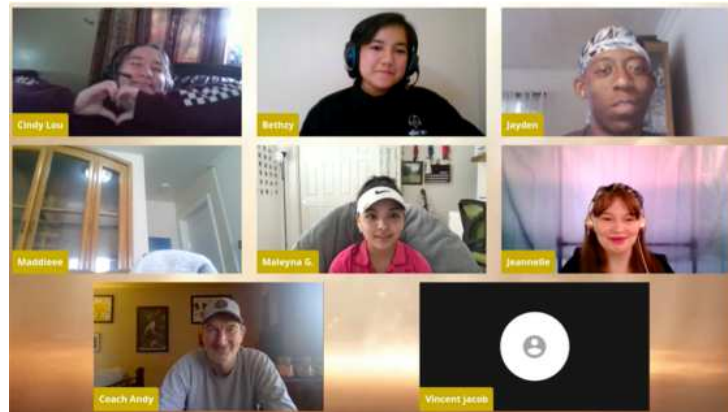 Cindy Lou
Bethzy
Jayden
Maddieee
Maleyna G.
Jeannelle
Coach Andy
Vincent jacob